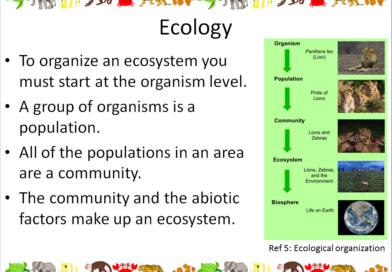 Ecology
• To organize an ecosystem you
must start at the organism level.
• A group of organisms is a
population.
• All of the populations in an area
are a community.
• The community and the abiotic
factors make up an ecosystem.
Organism
Panthera leo
(Lion)
Population
Pride of
Lions
Community
Lions and
Zebras
Ecosystem
Lions, Zebras,
and the
Environment
Biosphere
Life on Earth
Ref 5: Ecological organization